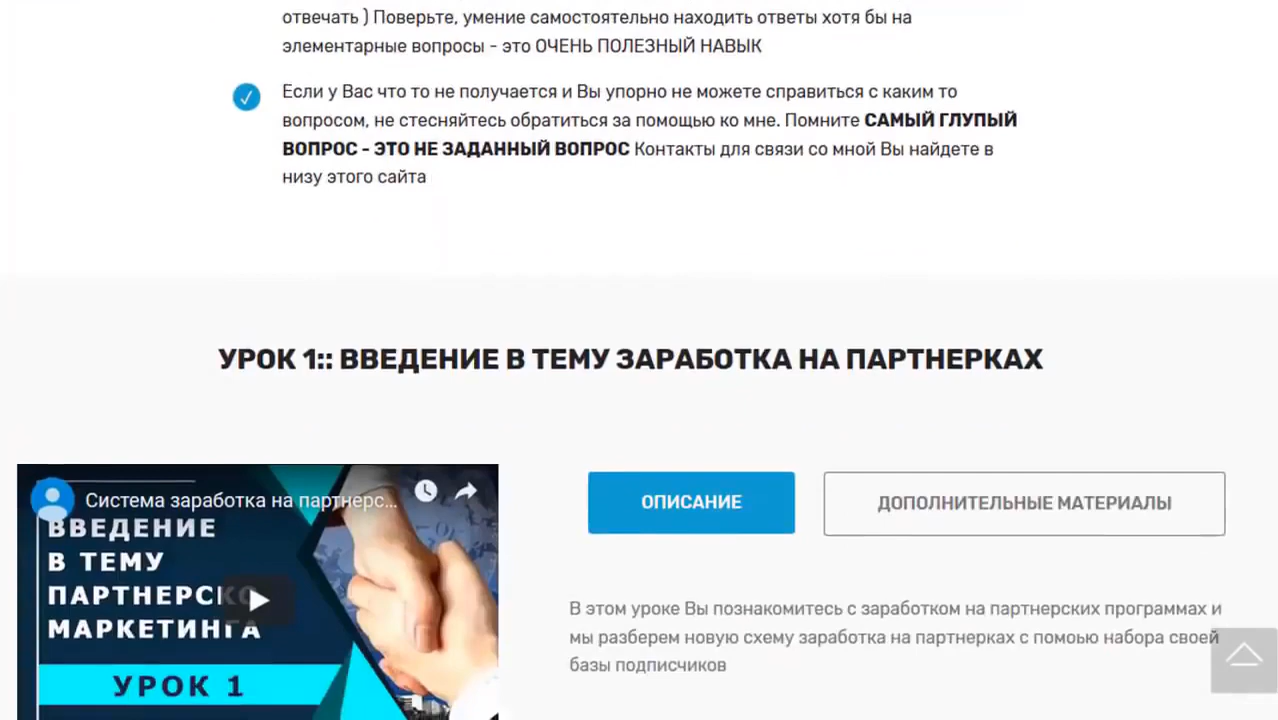 отвечать ) Поверьте, умение самостоятельно находить ответы хотя бы на
элементарные вопросы - это ОЧЕНЬ ПОЛЕЗНЫЙ НАВЫК
Если у Вас что то не получается и Вы упорно не можете справиться с каким то
вопросом, не стесняйтесь обратиться за помощью ко мне. Помните САМЫЙ ГЛУПЫЙ
ВОПРОС - ЭТО НЕ ЗАДАННЫЙ ВОПРОС Контакты для связи со мной Вы найдете в
низу этого сайта
УРОК 1:: ВВЕДЕНИЕ В ТЕМУ ЗАРАБОТКА НА ПАРТНЕРКАХ
Система заработка на партнерс...
ВВЕДЕНИЕ
В ТЕМУ
ПАРТНЕРСКО
МАРКЕТИНГА
УРОК 1
ОПИСАНИЕ
ДОПОЛНИТЕЛЬНЫЕ МАТЕРИАЛЫ
В этом уроке Вы познакомитесь с заработком на партнерских программах и
мы разберем новую схему заработка на партнерках с помоью набора своей
базы подписчиков